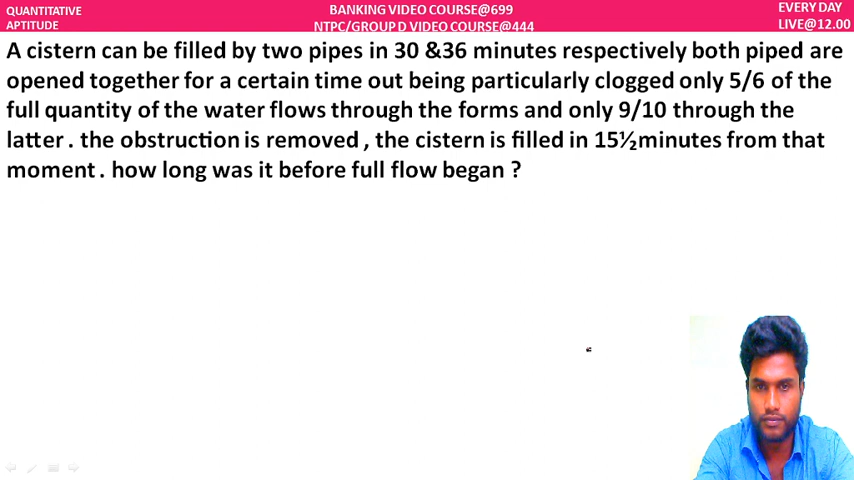 QUANTITATIVE
APTITUDE
BANKING VIDEO COURSE@699
NTPC/GROUP D VIDEO COURSE@444
EVERY DAY
LIVE@12.00
A cistern can be filled by two pipes in 30 &36 minutes respectively both piped are
opened together for a certain time out being particularly clogged only 5/6 of the
full quantity of the water flows through the forms and only 9/10 through the
latter . the obstruction is removed , the cistern is filled in 15½minutes from that
moment . how long was it before full flow began ?